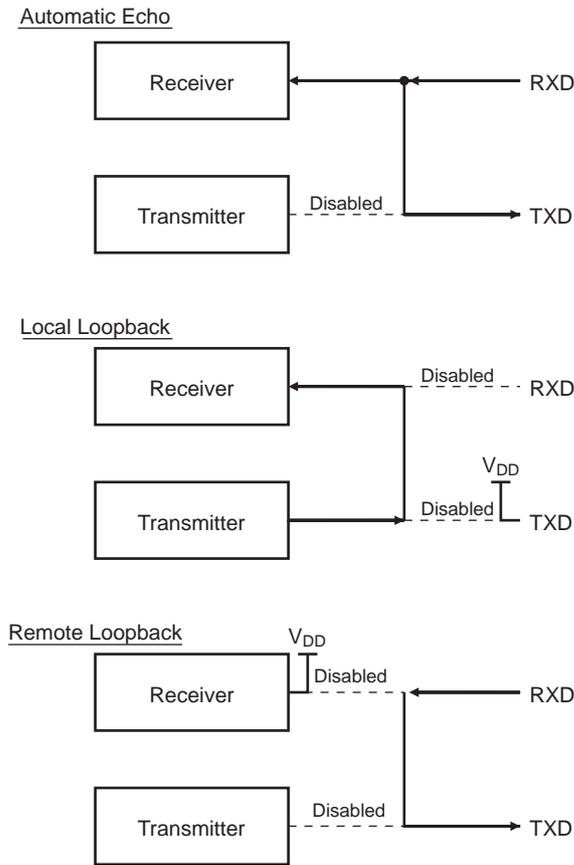 Automatic Echo
Receiver
RXD
Transmitter
Disabled
TXD
Local Loopback
Receiver
Disabled
RXD
VDD
Transmitter
Disabled
TXD
Remote Loopback
VDD
Receiver
Disabled
RXD
Transmitter
Disabled
TXD